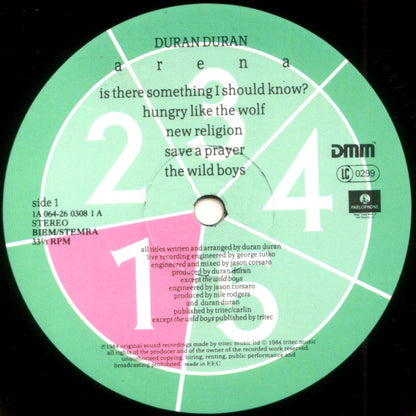 DURAN DURAN
arena
is there something I should know?
hungry like the wolf
new religion
save a prayer
the wild boys
2
3
4
DMM
LC 0299
PARLOPHONE
side 1
1A 064-26 0308 1 A
STEREO
BIEM/STEMRA
33⅓ RPM
1
5
all titles written and arranged by duran duran
live recording engineered by george tutko
engineered and mixed by jason corsaro
produced by duran duran
except the wild boys
engineered by jason corsaro
produced by nile rodgers
and duran duran
published by tritec/carlin
except the wild boys published by tritec
℗ 1984 original sound recordings made by tritec music ltd © 1984 tritec music
all rights of the producer and of the owner of the recorded work reserved.
unauthorised copying, hiring, renting, public performance and
broadcasting prohibited. made in E.E.C